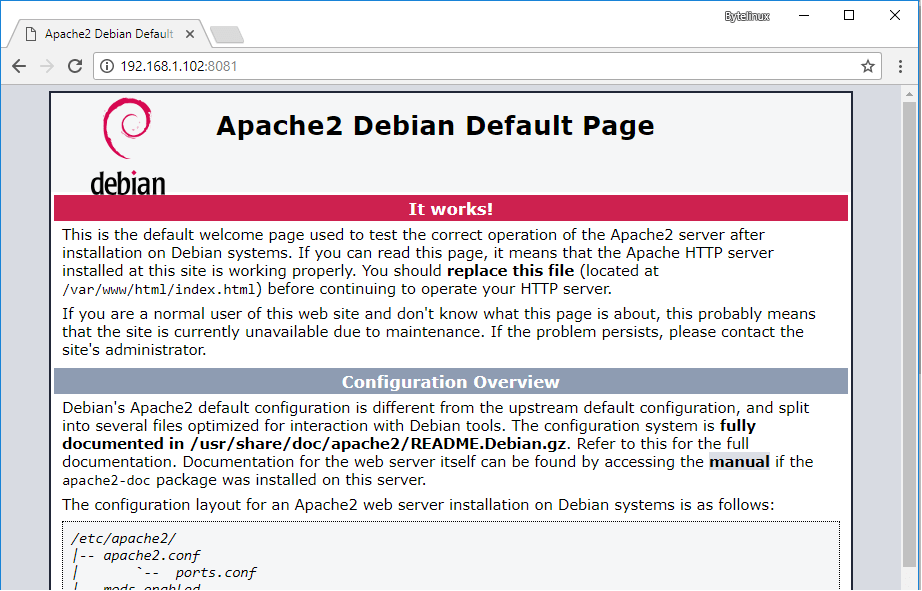 Bytelinux
Apache2 Debian Default
192.168.1.102:8081
Apache2 Debian Default Page
debian
It works!
This is the default welcome page used to test the correct operation of the Apache2 server after
installation on Debian systems. If you can read this page, it means that the Apache HTTP server
installed at this site is working properly. You should replace this file (located at
/var/www/html/index.html) before continuing to operate your HTTP server.
If you are a normal user of this web site and don't know what this page is about, this probably means
that the site is currently unavailable due to maintenance. If the problem persists, please contact the
site's administrator.
Configuration Overview
Debian's Apache2 default configuration is different from the upstream default configuration, and split
into several files optimized for interaction with Debian tools. The configuration system is fully
documented in /usr/share/doc/apache2/README.Debian.gz. Refer to this for the full
documentation. Documentation for the web server itself can be found by accessing the manual if the
apache2-doc package was installed on this server.
The configuration layout for an Apache2 web server installation on Debian systems is as follows:
/etc/apache2/
|-- apache2.conf
|       `--  ports.conf
|-- mods-enabled